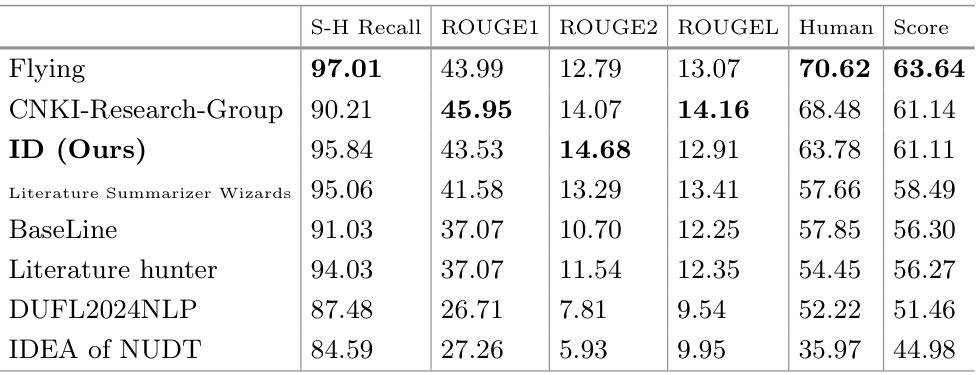 S-H Recall ROUGE1 ROUGE2 ROUGEL Human Score
Flying 97.01 43.99 12.79 13.07 70.62 63.64
CNKI-Research-Group 90.21 45.95 14.07 14.16 68.48 61.14
ID (Ours) 95.84 43.53 14.68 12.91 63.78 61.11
Literature Summarizer Wizards 95.06 41.58 13.29 13.41 57.66 58.49
BaseLine 91.03 37.07 10.70 12.25 57.85 56.30
Literature hunter 94.03 37.07 11.54 12.35 54.45 56.27
DUFL2024NLP 87.48 26.71 7.81 9.54 52.22 51.46
IDEA of NUDT 84.59 27.26 5.93 9.95 35.97 44.98